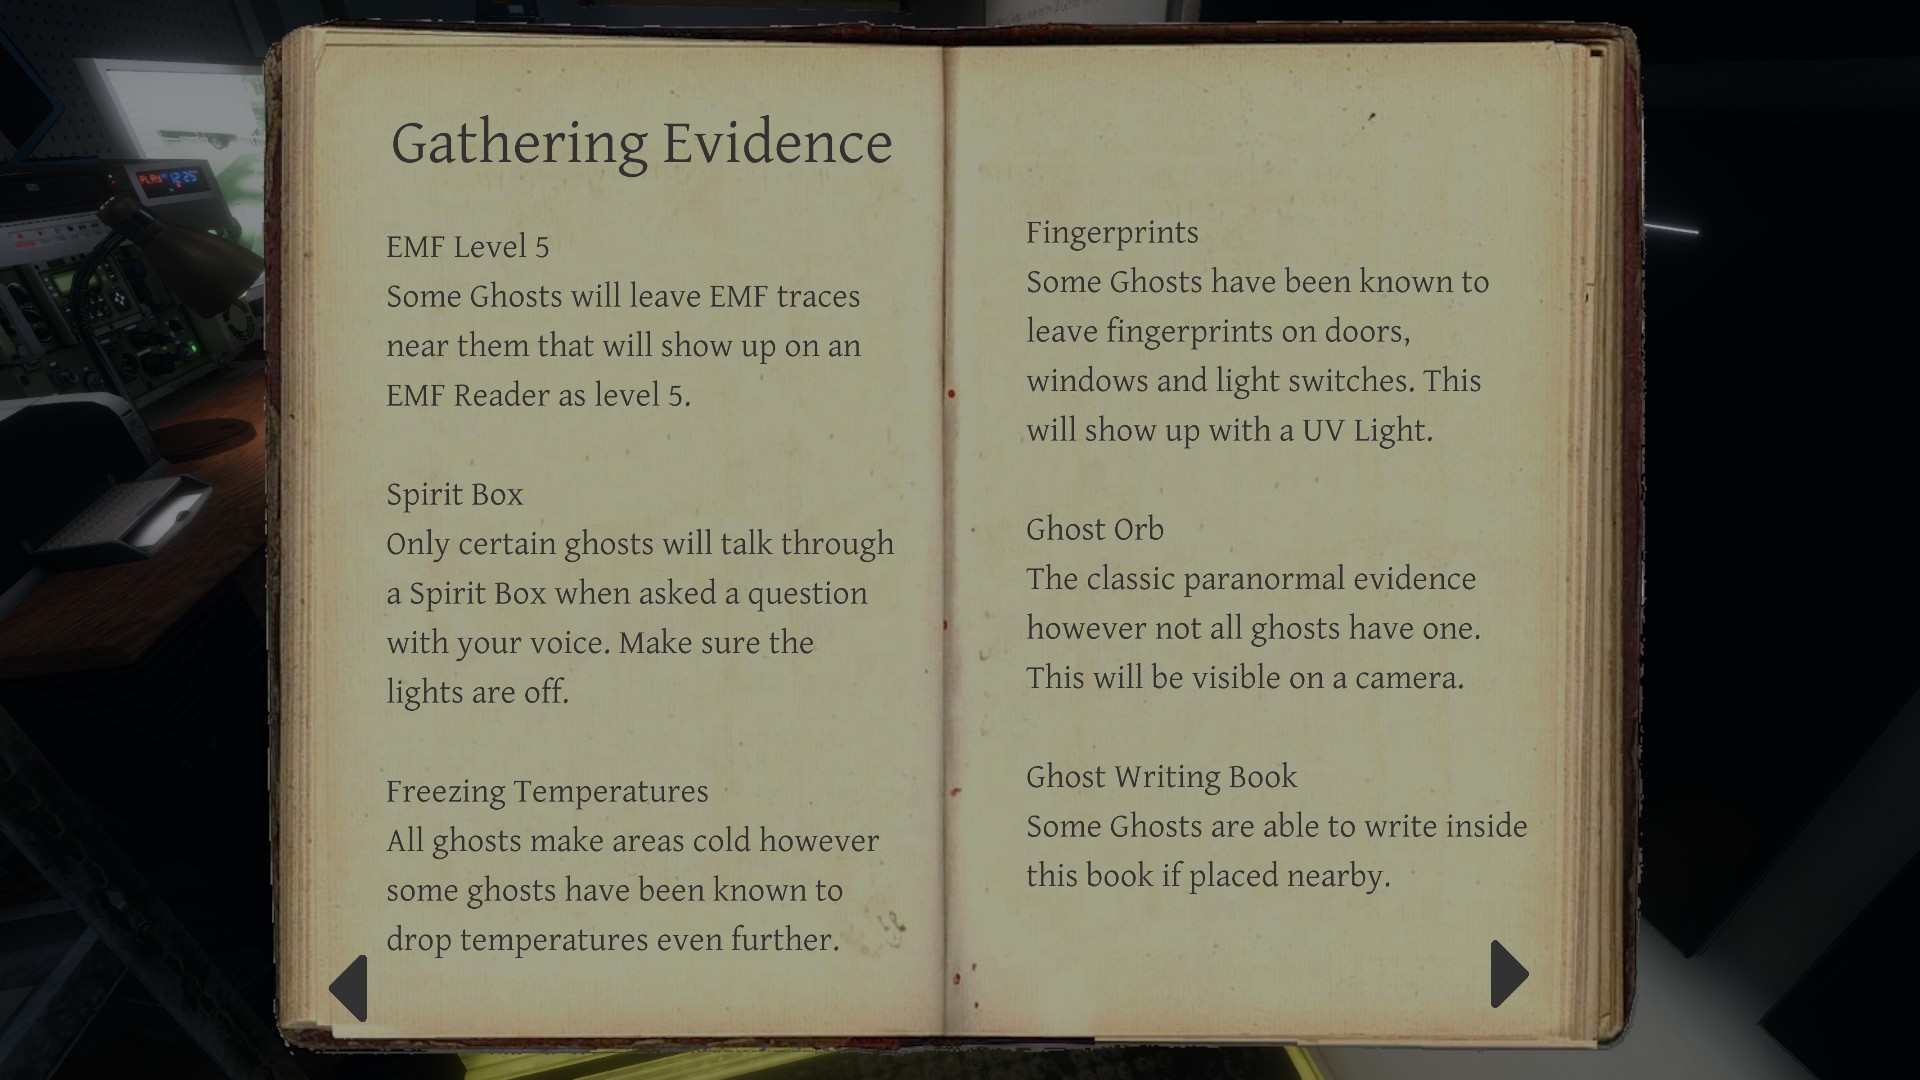 Gathering Evidence
EMF Level 5
Some Ghosts will leave EMF traces
near them that will show up on an
EMF Reader as level 5.
Spirit Box
Only certain ghosts will talk through
a Spirit Box when asked a question
with your voice. Make sure the
lights are off.
Freezing Temperatures
All ghosts make areas cold however
some ghosts have been known to
drop temperatures even further.
Fingerprints
Some Ghosts have been known to
leave fingerprints on doors,
windows and light switches. This
will show up with a UV Light.
Ghost Orb
The classic paranormal evidence
however not all ghosts have one.
This will be visible on a camera.
Ghost Writing Book
Some Ghosts are able to write inside
this book if placed nearby.
PLAY 12:25